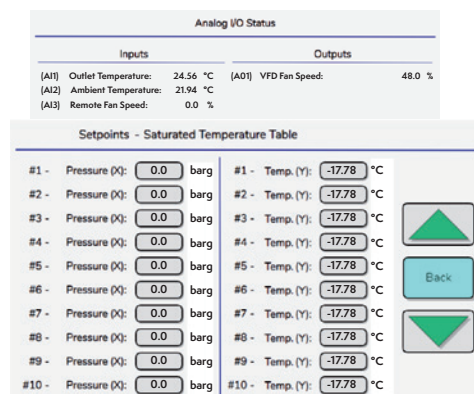 Analog I/O Status
Inputs Outputs
(AI1) Outlet Temperature: 24.56 °C (A01) VFD Fan Speed: 48.0 %
(AI2) Ambient Temperature: 21.94 °C
(AI3) Remote Fan Speed: 0.0 %
Setpoints - Saturated Temperature Table
#1 - Pressure (X): 0.0 barg #1 - Temp. (Y): -17.78 °C
#2 - Pressure (X): 0.0 barg #2 - Temp. (Y): -17.78 °C
#3 - Pressure (X): 0.0 barg #3 - Temp. (Y): -17.78 °C
#4 - Pressure (X): 0.0 barg #4 - Temp. (Y): -17.78 °C
#5 - Pressure (X): 0.0 barg #5 - Temp. (Y): -17.78 °C
Back
#6 - Pressure (X): 0.0 barg #6 - Temp. (Y): -17.78 °C
#7 - Pressure (X): 0.0 barg #7 - Temp. (Y): -17.78 °C
#8 - Pressure (X): 0.0 barg #8 - Temp. (Y): -17.78 °C
#9 - Pressure (X): 0.0 barg #9 - Temp. (Y): -17.78 °C
#10 - Pressure (X): 0.0 barg #10 - Temp. (Y): -17.78 °C